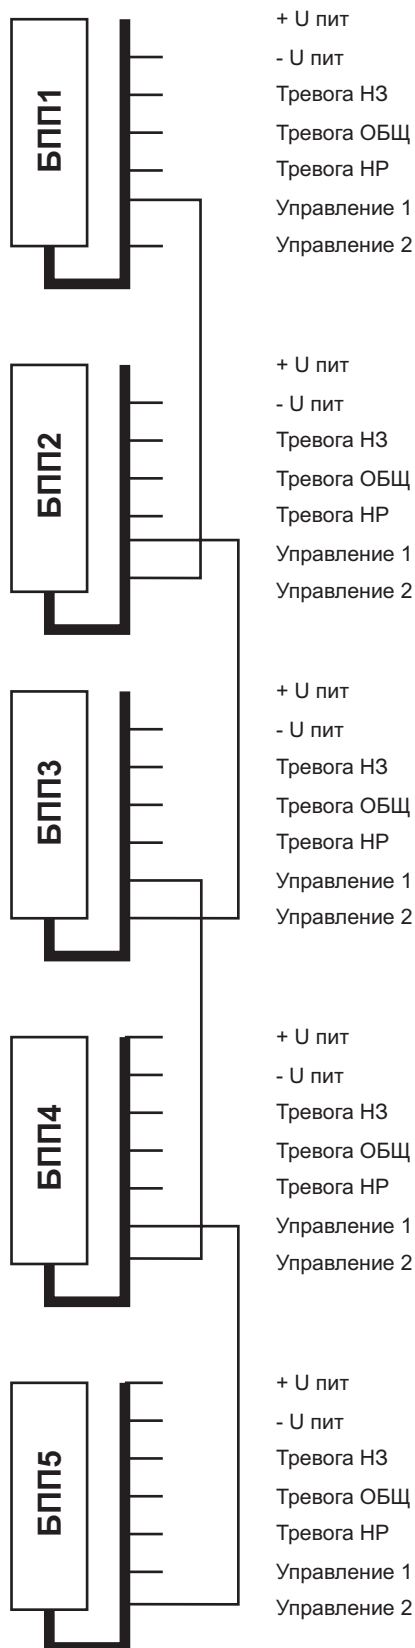 БПП1
+ U пит
- U пит
Тревога НЗ
Тревога ОБЩ
Тревога НР
Управление 1
Управление 2
БПП2
+ U пит
- U пит
Тревога НЗ
Тревога ОБЩ
Тревога НР
Управление 1
Управление 2
БПП3
+ U пит
- U пит
Тревога НЗ
Тревога ОБЩ
Тревога НР
Управление 1
Управление 2
БПП4
+ U пит
- U пит
Тревога НЗ
Тревога ОБЩ
Тревога НР
Управление 1
Управление 2
БПП5
+ U пит
- U пит
Тревога НЗ
Тревога ОБЩ
Тревога НР
Управление 1
Управление 2